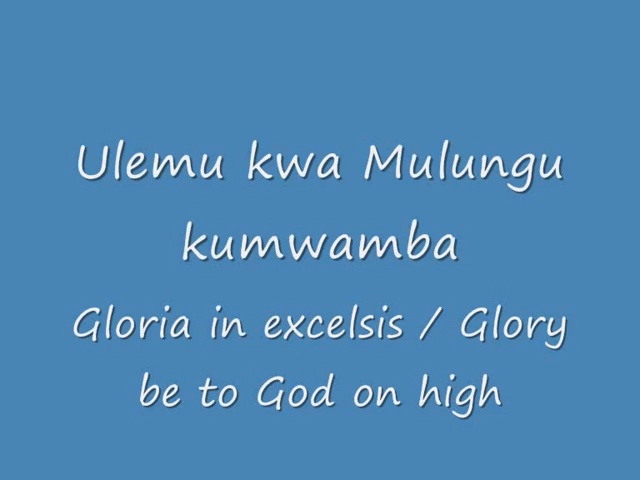 Ulemu kwa Mulungu
kumwamba
Gloria in excelsis / Glory
be to God on high